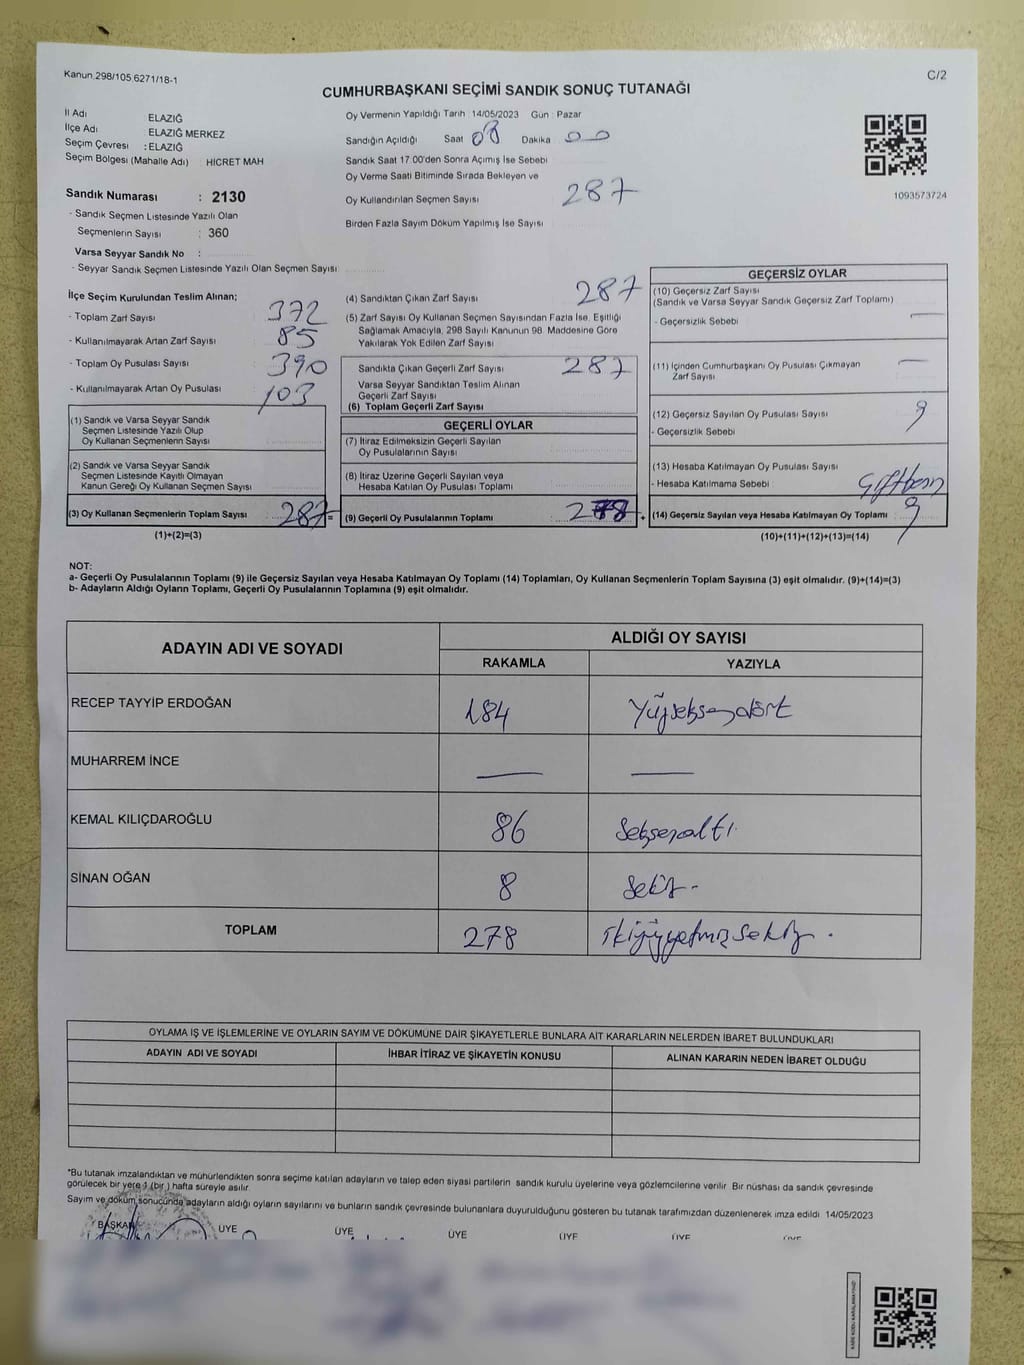 Kanun.298/105.6271/18-1
C/2
CUMHURBAŞKANI SEÇİMİ SANDIK SONUÇ TUTANAĞI
İl Adı ELAZIĞ
İlçe Adı ELAZIĞ MERKEZ
Seçim Çevresi : ELAZIĞ
Seçim Bölgesi (Mahalle Adı) : HİCRET MAH
Sandık Numarası : 2130
- Sandık Seçmen Listesinde Yazılı Olan
Seçmenlerin Sayısı : 360
Varsa Seyyar Sandık No :
- Seyyar Sandık Seçmen Listesinde Yazılı Olan Seçmen Sayısı
Oy Vermenin Yapıldığı Tarih 14/05/2023 Gün Pazar
Sandığın Açıldığı Saat 08 Dakika 00
Sandık Saat 17.00'den Sonra Açımış İse Sebebi
Oy Verme Saati Bitiminde Sırada Bekleyen ve
Oy Kullandırılan Seçmen Sayısı 287
Birden Fazla Sayım Döküm Yapılmış İse Sayısı
1093573724
İlçe Seçim Kurulundan Teslim Alınan;
- Toplam Zarf Sayısı 372
- Kullanılmayarak Artan Zarf Sayısı 85
- Toplam Oy Pusulası Sayısı 390
- Kullanılmayarak Artan Oy Pusulası 103
(1) Sandık ve Varsa Seyyar Sandık
Seçmen Listesinde Yazılı Olup
Oy Kullanan Seçmenlerin Sayısı
(2) Sandık ve Varsa Seyyar Sandık
Seçmen Listesinde Kayıtlı Olmayan
Kanun Gereği Oy Kullanan Seçmen Sayısı
(3) Oy Kullanan Seçmenlerin Toplam Sayısı 287 =
(1)+(2)=(3)
(4) Sandıktan Çıkan Zarf Sayısı 287
(5) Zarf Sayısı Oy Kullanan Seçmen Sayısından Fazla İse, Eşitliği
Sağlamak Amacıyla, 298 Sayılı Kanunun 98. Maddesine Göre
Yakılarak Yok Edilen Zarf Sayısı
Sandıkta Çıkan Geçerli Zarf Sayısı 287
Varsa Seyyar Sandıktan Teslim Alınan
Geçerli Zarf Sayısı
(6) Toplam Geçerli Zarf Sayısı
GEÇERLİ OYLAR
(7) İtiraz Edilmeksizin Geçerli Sayılan
Oy Pusulalarının Sayısı
(8) İtiraz Üzerine Geçerli Sayılan veya
Hesaba Katılan Oy Pusulası Toplamı
(9) Geçerli Oy Pusulalarının Toplamı 278 +
GEÇERSİZ OYLAR
(10) Geçersiz Zarf Sayısı
(Sandık ve Varsa Seyyar Sandık Geçersiz Zarf Toplamı)
- Geçersizlik Sebebi —
(11) İçinden Cumhurbaşkanı Oy Pusulası Çıkmayan —
Zarf Sayısı
(12) Geçersiz Sayılan Oy Pusulası Sayısı 9
- Geçersizlik Sebebi
(13) Hesaba Katılmayan Oy Pusulası Sayısı
- Hesaba Katılmama Sebebi
(14) Geçersiz Sayılan veya Hesaba Katılmayan Oy Toplamı 9
(10)+(11)+(12)+(13)=(14)
NOT:
a- Geçerli Oy Pusulalarının Toplamı (9) ile Geçersiz Sayılan veya Hesaba Katılmayan Oy Toplamı (14) Toplamları, Oy Kullanan Seçmenlerin Toplam Sayısına (3) eşit olmalıdır. (9)+(14)=(3)
b- Adayların Aldığı Oyların Toplamı, Geçerli Oy Pusulalarının Toplamına (9) eşit olmalıdır.
ADAYIN ADI VE SOYADI
ALDIĞI OY SAYISI
RAKAMLA YAZIYLA
RECEP TAYYİP ERDOĞAN 184 Yüzseksendört
MUHARREM İNCE — —
KEMAL KILIÇDAROĞLU 86 Seksenaltı
SİNAN OĞAN 8 Sekiz -
TOPLAM 278 ikiyüzyetmişsekiz .
OYLAMA İŞ VE İŞLEMLERİNE VE OYLARIN SAYIM VE DÖKÜMÜNE DAİR ŞİKAYETLERLE BUNLARA AİT KARARLARIN NELERDEN İBARET BULUNDUKLARI
ADAYIN ADI VE SOYADI
İHBAR İTİRAZ VE ŞİKAYETİN KONUSU
ALINAN KARARIN NEDEN İBARET OLDUĞU
*Bu tutanak imzalandıktan ve mühürlendikten sonra seçime katılan adayların ve talep eden siyasi partilerin sandık kurulu üyelerine veya gözlemcilerine verilir. Bir nüshası da sandık çevresinde
görülecek bir yere 1 (bir ) hafta süreyle asılır.
Sayım ve döküm sonucunda adayların aldığı oyların sayılarını ve bunların sandık çevresinde bulunanlara duyurulduğunu gösteren bu tutanak tarafımızdan düzenlenerek imza edildi. 14/05/2023
BAŞKAN ÜYE ÜYE ÜYE ÜYE ÜYE ÜYE